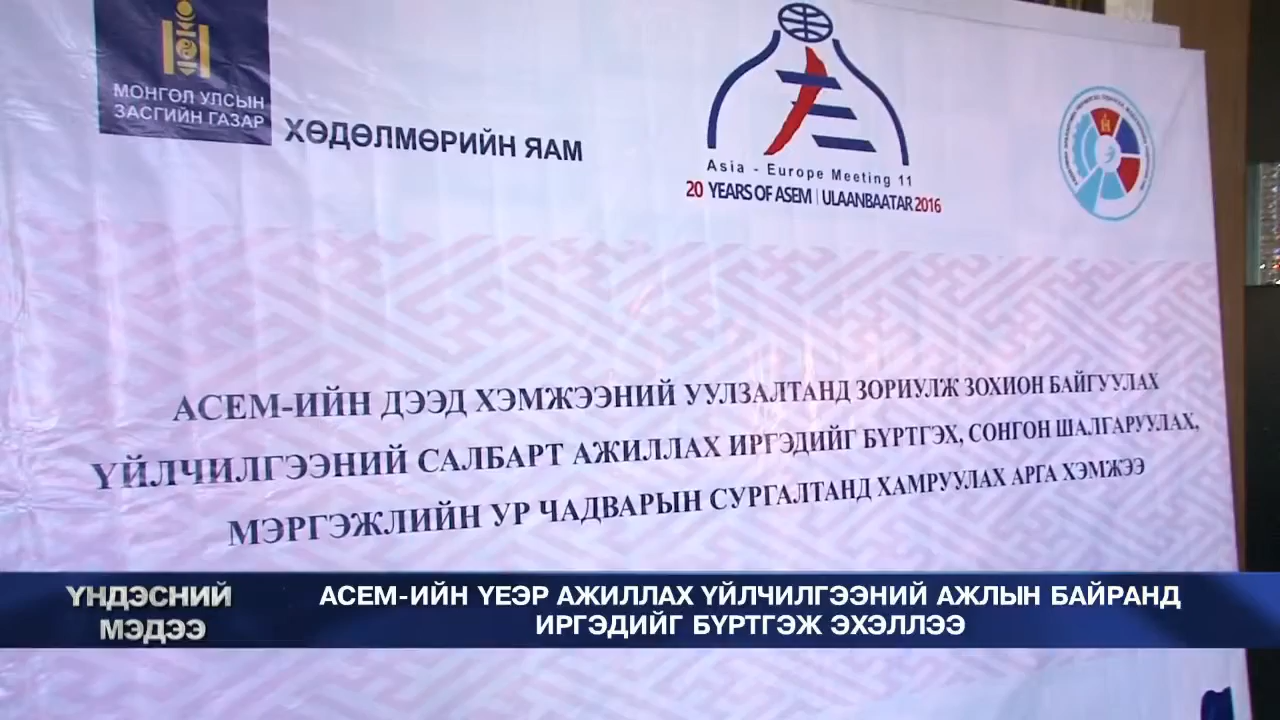 МОНГОЛ УЛСЫН
ЗАСГИЙН ГАЗАР
ХӨДӨЛМӨРИЙН ЯАМ
Asia - Europe Meeting 11
20 YEARS OF ASEM | ULAANBAATAR 2016
АСЕМ-ИЙН ДЭЭД ХЭМЖЭЭНИЙ УУЛЗАЛТАНД ЗОРИУЛЖ ЗОХИОН БАЙГУУЛАХ
ҮЙЛЧИЛГЭЭНИЙ САЛБАРТ АЖИЛЛАХ ИРГЭДИЙГ БҮРТГЭХ, СОНГОН ШАЛГАРУУЛАХ,
МЭРГЭЖЛИЙН УР ЧАДВАРЫН СУРГАЛТАНД ХАМРУУЛАХ АРГА ХЭМЖЭЭ
ҮНДЭСНИЙ
МЭДЭЭ
АСЕМ-ИЙН ҮЕЭР АЖИЛЛАХ ҮЙЛЧИЛГЭЭНИЙ АЖЛЫН БАЙРАНД
ИРГЭДИЙГ БҮРТГЭЖ ЭХЭЛЛЭЭ